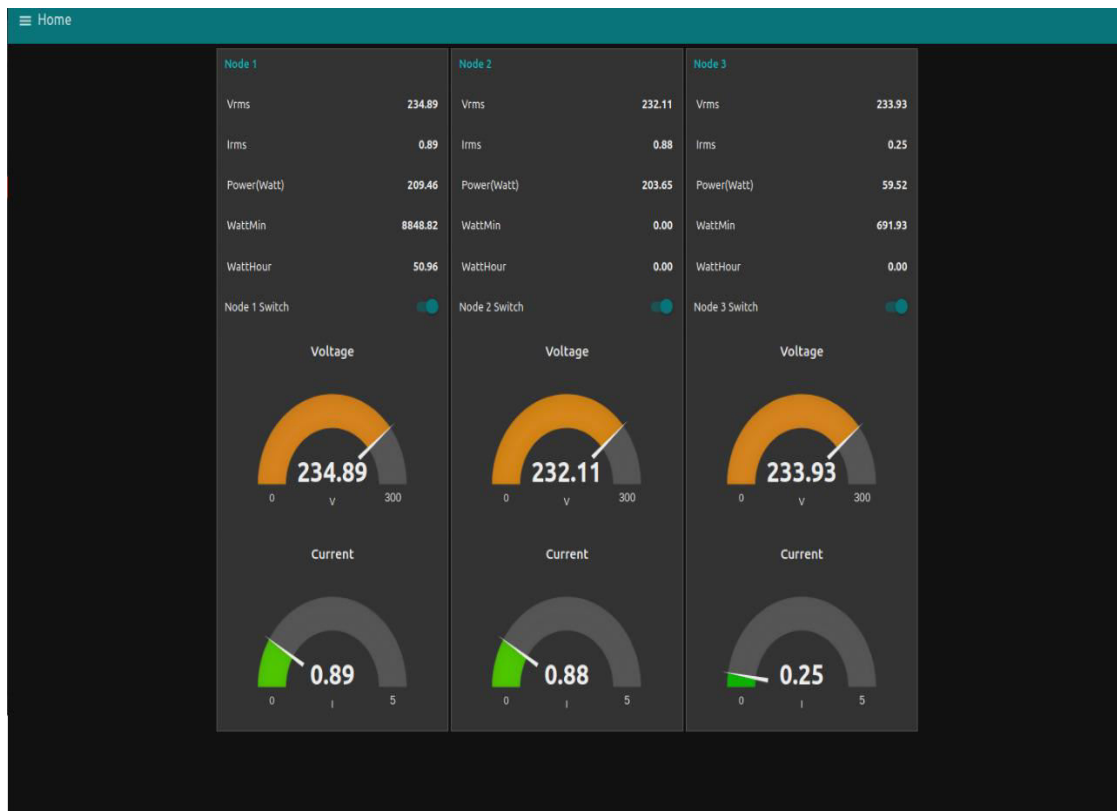 Home
Node 1
Vrms 234.89
Irms 0.89
Power(Watt) 209.46
WattMin 8848.82
WattHour 50.96
Node 1 Switch
Voltage
234.89
0 V 300
Current
0.89
0 I 5
Node 2
Vrms 232.11
Irms 0.88
Power(Watt) 203.65
WattMin 0.00
WattHour 0.00
Node 2 Switch
Voltage
232.11
0 V 300
Current
0.88
0 I 5
Node 3
Vrms 233.93
Irms 0.25
Power(Watt) 59.52
WattMin 691.93
WattHour 0.00
Node 3 Switch
Voltage
233.93
0 V 300
Current
0.25
0 I 5